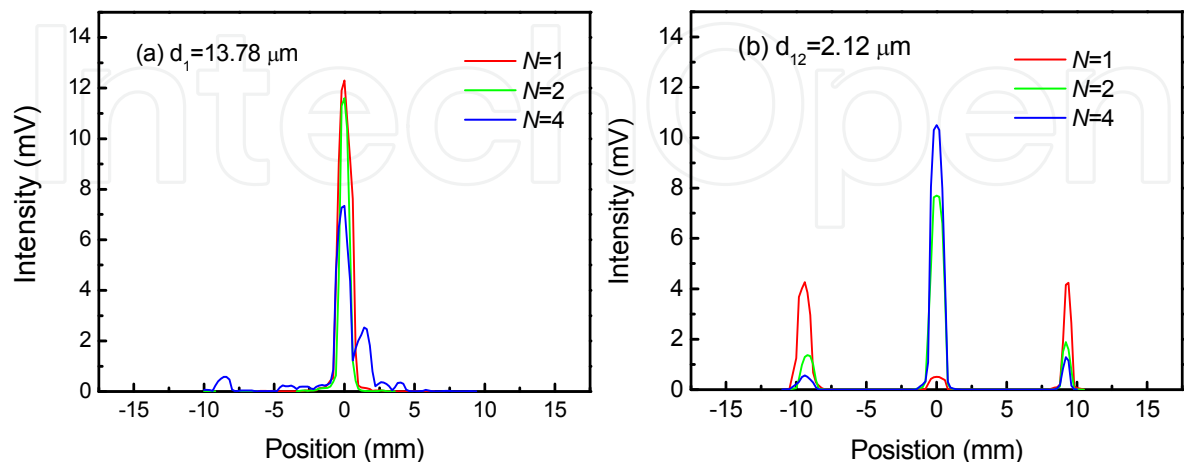 IntechOpen
(a) d1=13.78 μm
N=1
N=2
N=4
Intensity (mV)
14
12
10
8
6
4
2
0
-15 -10 -5 0 5 10 15
Position (mm)
(b) d12=2.12 μm
N=1
N=2
N=4
Intensity (mV)
14
12
10
8
6
4
2
0
-15 -10 -5 0 5 10 15
Posistion (mm)